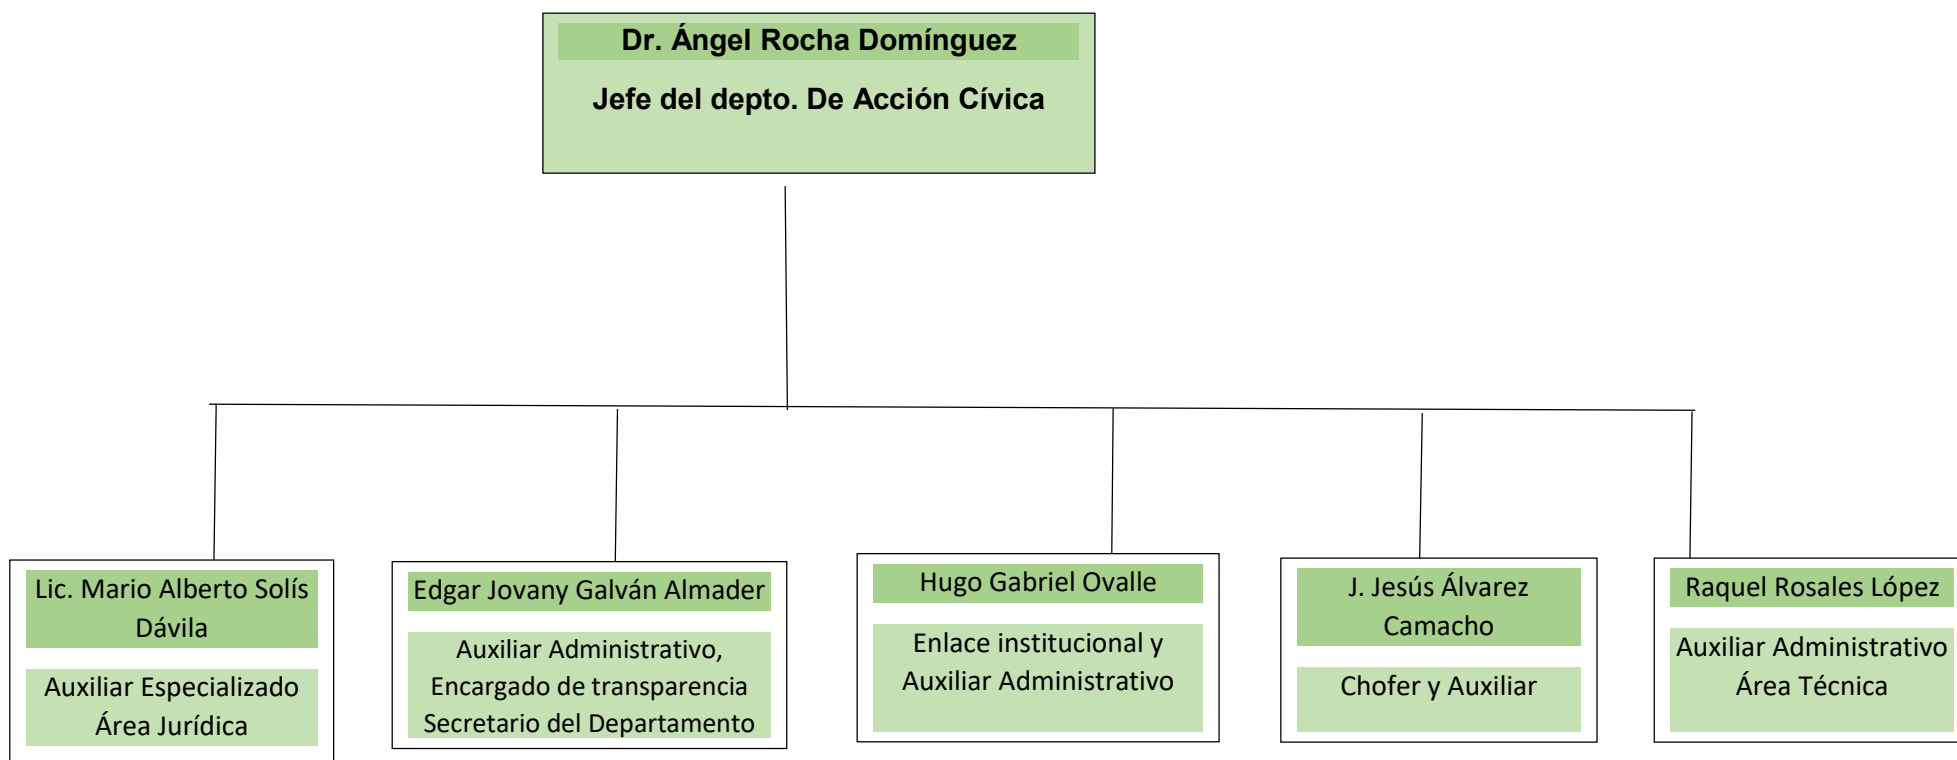 Dr. Ángel Rocha Domínguez
Jefe del depto. De Acción Cívica
Lic. Mario Alberto Solís
Dávila
Auxiliar Especializado
Área Jurídica
Edgar Jovany Galván Almader
Auxiliar Administrativo,
Encargado de transparencia
Secretario del Departamento
Hugo Gabriel Ovalle
Enlace institucional y
Auxiliar Administrativo
J. Jesús Álvarez
Camacho
Chofer y Auxiliar
Raquel Rosales López
Auxiliar Administrativo
Área Técnica